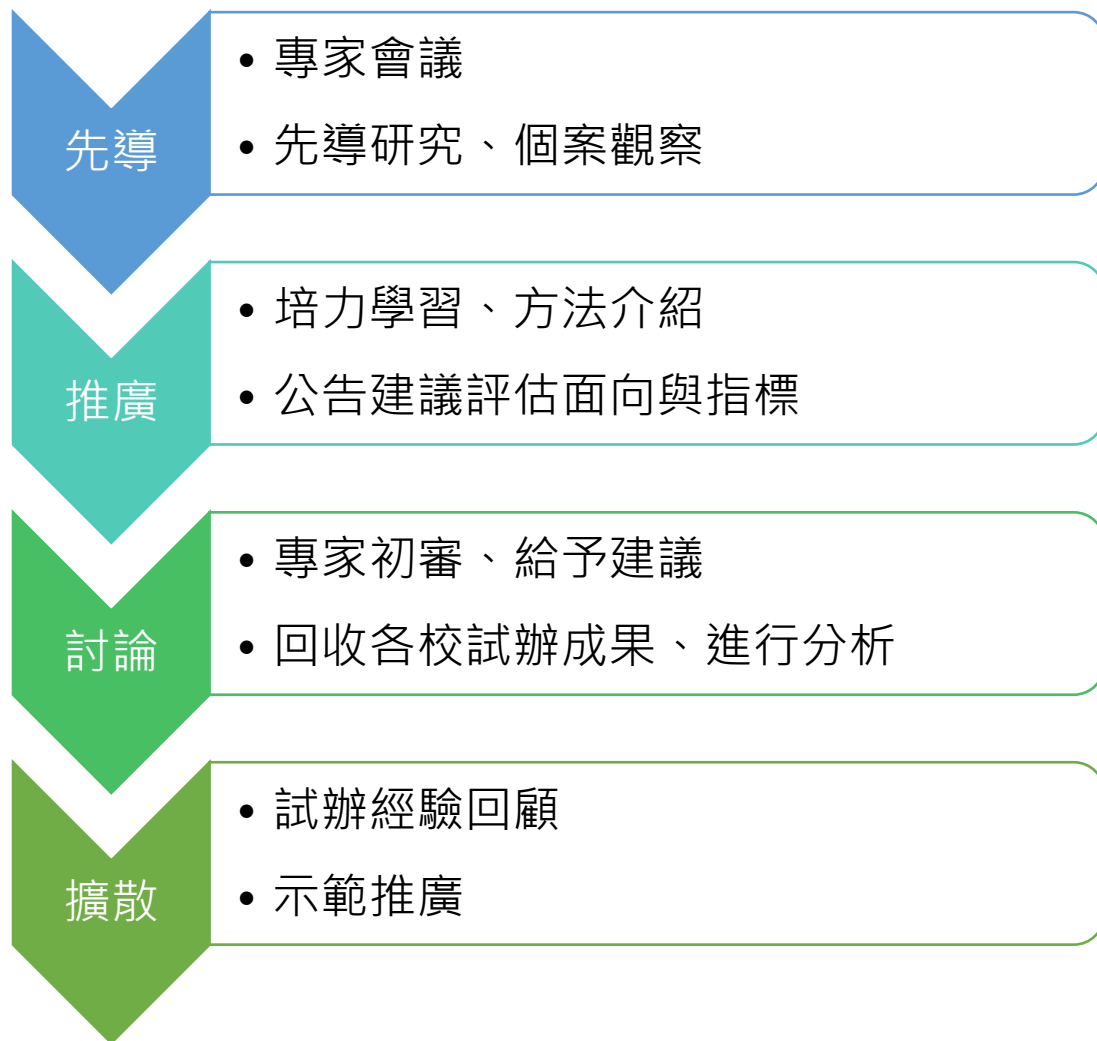 先導
• 專家會議
• 先導研究、個案觀察
推廣
• 培力學習、方法介紹
• 公告建議評估面向與指標
討論
• 專家初審、給予建議
• 回收各校試辦成果、進行分析
擴散
• 試辦經驗回顧
• 示範推廣